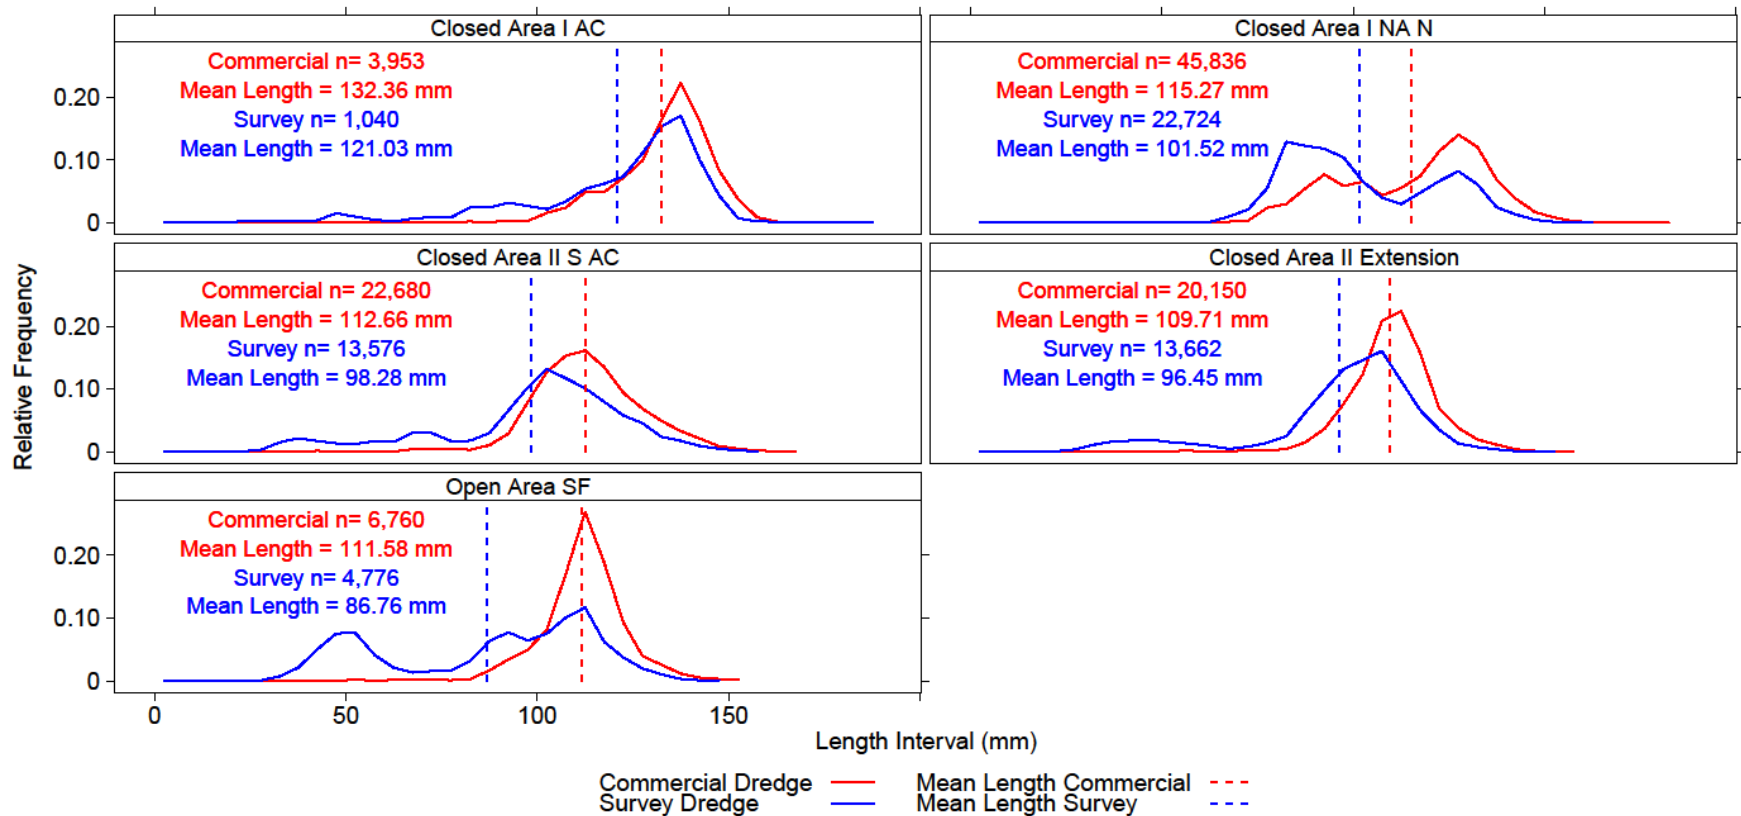 Closed Area I AC
Commercial n= 3,953
Mean Length = 132.36 mm
Survey n= 1,040
Mean Length = 121.03 mm
Closed Area I NA N
Commercial n= 45,836
Mean Length = 115.27 mm
Survey n= 22,724
Mean Length = 101.52 mm
0.20
0.10
0
Closed Area II S AC
Commercial n= 22,680
Mean Length = 112.66 mm
Survey n= 13,576
Mean Length = 98.28 mm
Closed Area II Extension
Commercial n= 20,150
Mean Length = 109.71 mm
Survey n= 13,662
Mean Length = 96.45 mm
0.20
0.10
0
Relative Frequency
Open Area SF
Commercial n= 6,760
Mean Length = 111.58 mm
Survey n= 4,776
Mean Length = 86.76 mm
0.20
0.10
0
0 50 100 150
Length Interval (mm)
Commercial Dredge
Mean Length Commercial
Survey Dredge
Mean Length Survey